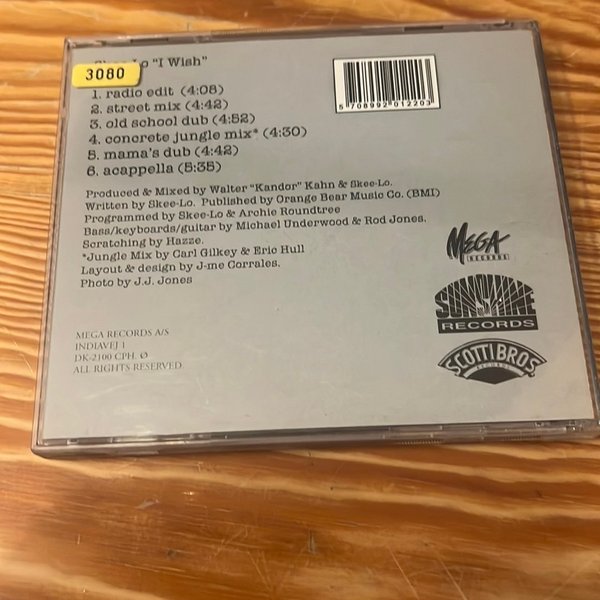 Skee-Lo "I Wish"
3080
1. radio edit (4:08)
2. street mix (4:42)
3. old school dub (4:52)
4. concrete jungle mix* (4:30)
5. mama's dub (4:42)
6. acappella (5:35)
5 708992 012203
Produced & Mixed by Walter "Kandor" Kahn & Skee-Lo.
Written by Skee-Lo. Published by Orange Bear Music Co. (BMI)
Programmed by Skee-Lo & Archie Roundtree
Bass/keyboards/guitar by Michael Underwood & Rod Jones.
Scratching by Hazze.
*Jungle Mix by Carl Gilkey & Eric Hull
Layout & design by J-me Corrales.
Photo by J.J. Jones
MEGA
RECORDS
SUNSHINE
RECORDS
SCOTTI BROS.
RECORDS
MEGA RECORDS A/S
INDIAVEJ 1
DK-2100 CPH. Ø
ALL RIGHTS RESERVED